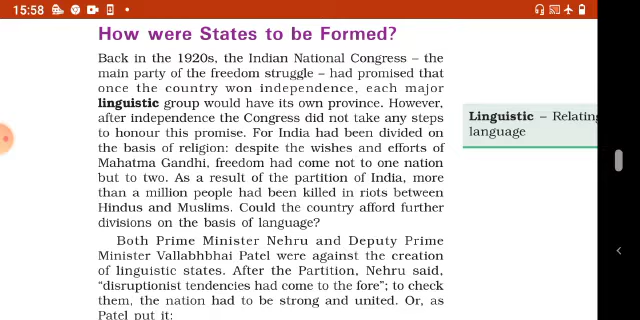 15:58
How were States to be Formed?
Back in the 1920s, the Indian National Congress – the
main party of the freedom struggle – had promised that
once the country won independence, each major
linguistic group would have its own province. However,
after independence the Congress did not take any steps
to honour this promise. For India had been divided on
the basis of religion: despite the wishes and efforts of
Mahatma Gandhi, freedom had come not to one nation
but to two. As a result of the partition of India, more
than a million people had been killed in riots between
Hindus and Muslims. Could the country afford further
divisions on the basis of language?
Both Prime Minister Nehru and Deputy Prime
Minister Vallabhbhai Patel were against the creation
of linguistic states. After the Partition, Nehru said,
“disruptionist tendencies had come to the fore”; to check
them, the nation had to be strong and united. Or, as
Patel put it:
Linguistic – Relating
language